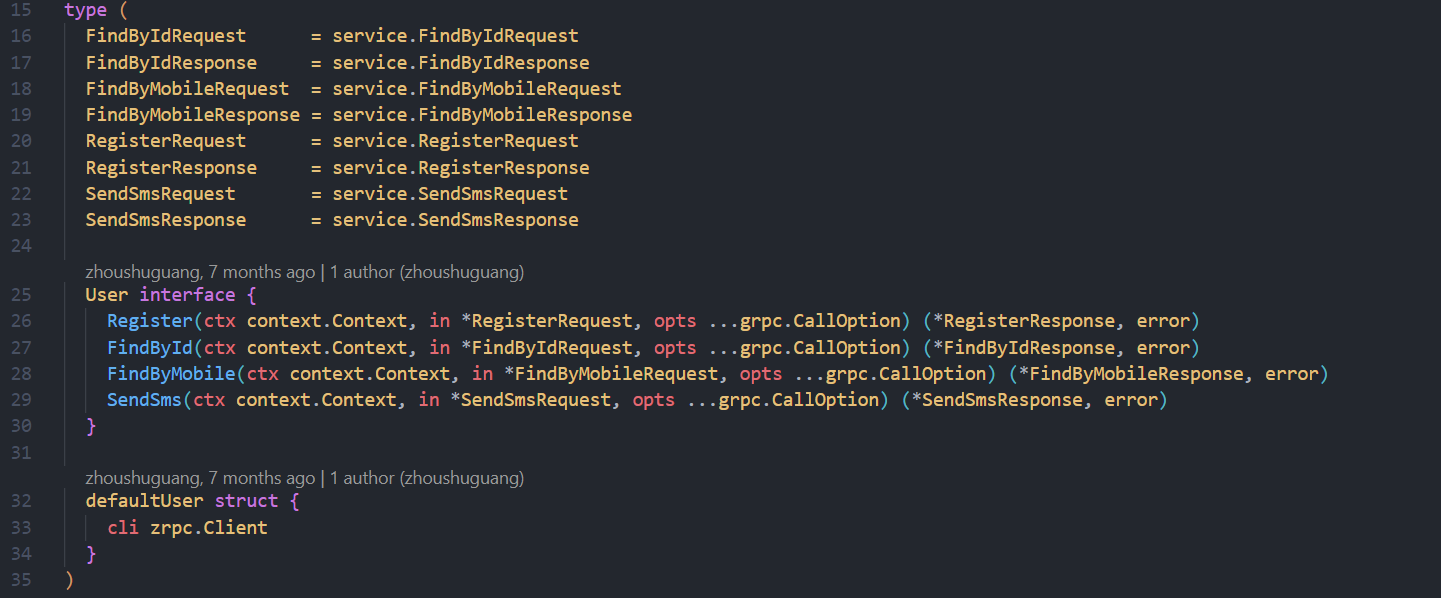 15 type (
16 FindByIdRequest = service.FindByIdRequest
17 FindByIdResponse = service.FindByIdResponse
18 FindByMobileRequest = service.FindByMobileRequest
19 FindByMobileResponse = service.FindByMobileResponse
20 RegisterRequest = service.RegisterRequest
21 RegisterResponse = service.RegisterResponse
22 SendSmsRequest = service.SendSmsRequest
23 SendSmsResponse = service.SendSmsResponse
24
zhoushuguang, 7 months ago | 1 author (zhoushuguang)
25 User interface {
26 Register(ctx context.Context, in *RegisterRequest, opts ...grpc.CallOption) (*RegisterResponse, error)
27 FindById(ctx context.Context, in *FindByIdRequest, opts ...grpc.CallOption) (*FindByIdResponse, error)
28 FindByMobile(ctx context.Context, in *FindByMobileRequest, opts ...grpc.CallOption) (*FindByMobileResponse, error)
29 SendSms(ctx context.Context, in *SendSmsRequest, opts ...grpc.CallOption) (*SendSmsResponse, error)
30 }
31
zhoushuguang, 7 months ago | 1 author (zhoushuguang)
32 defaultUser struct {
33 cli zrpc.Client
34 }
35 )